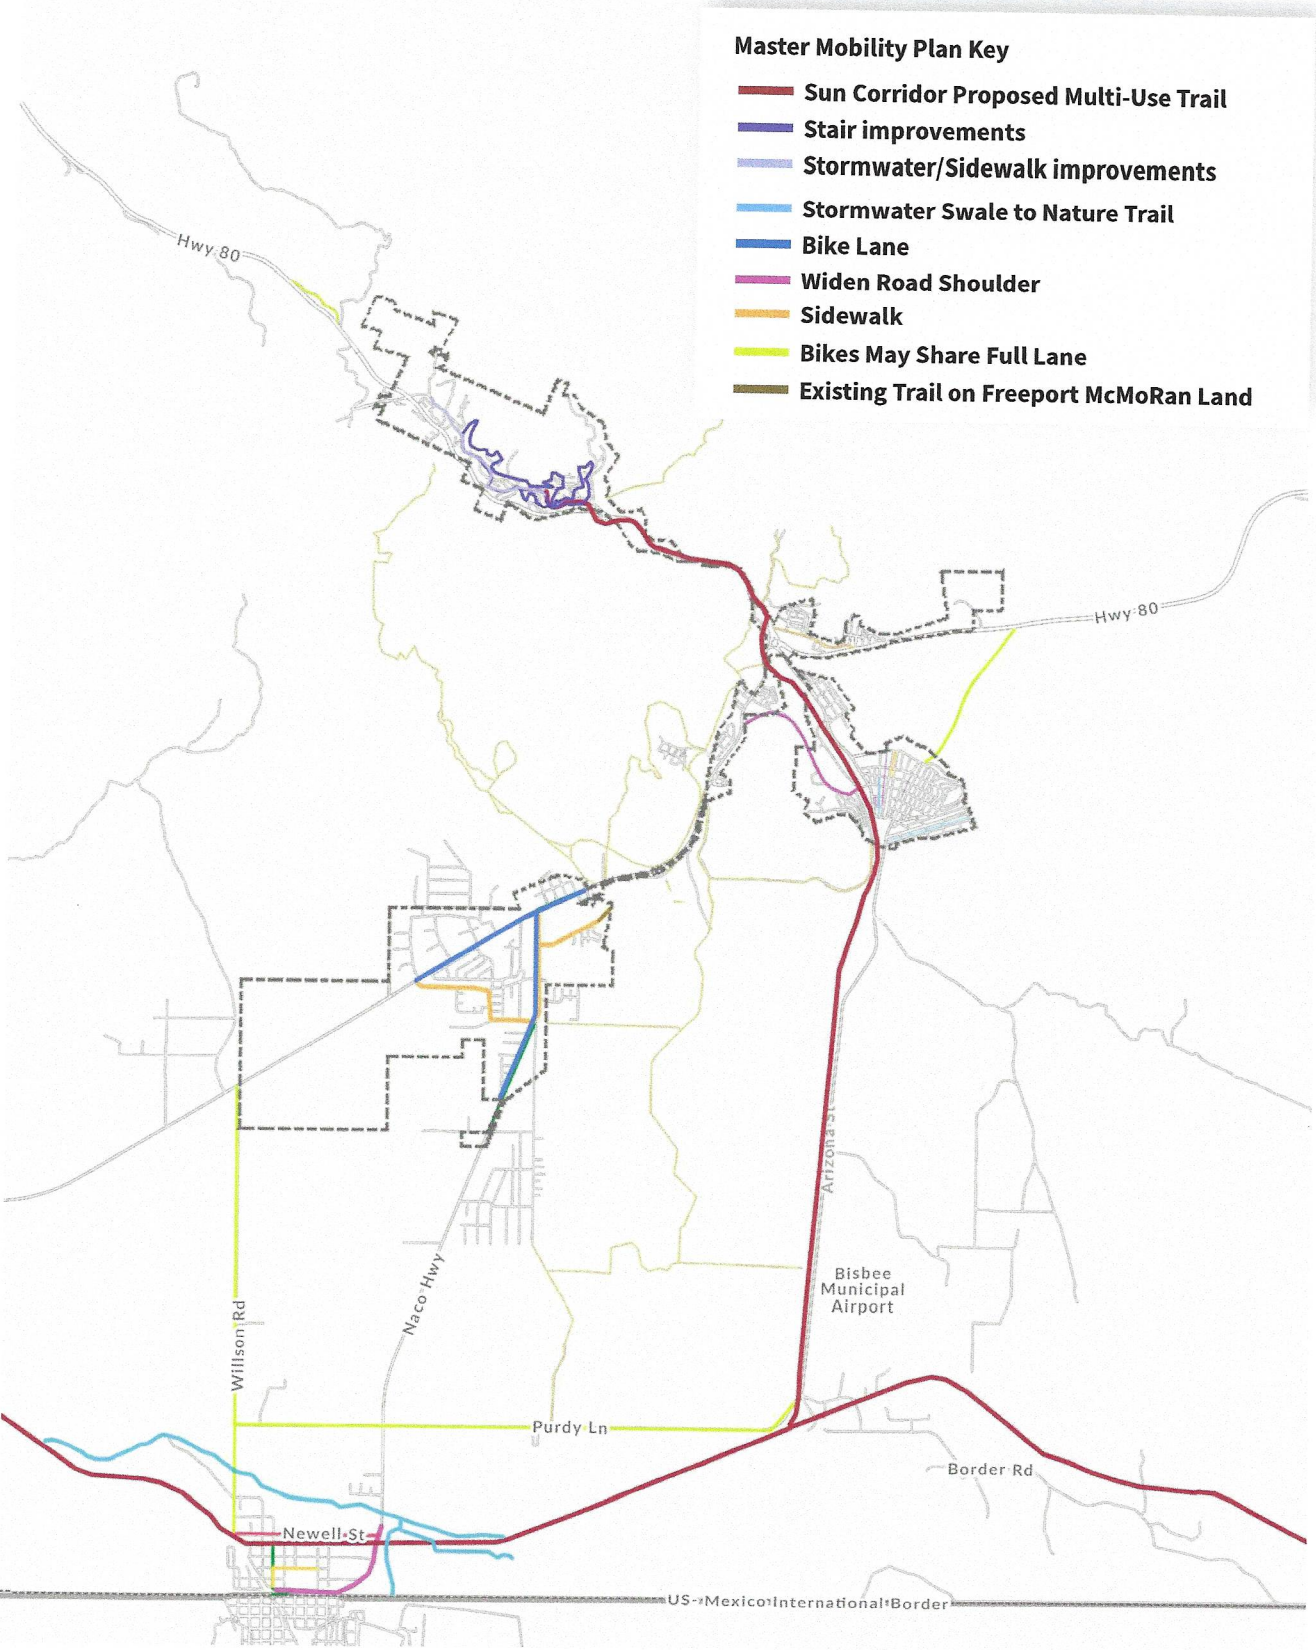 Master Mobility Plan Key
Sun Corridor Proposed Multi-Use Trail
Stair improvements
Stormwater/Sidewalk improvements
Stormwater Swale to Nature Trail
Bike Lane
Widen Road Shoulder
Sidewalk
Bikes May Share Full Lane
Existing Trail on Freeport McMoRan Land
Hwy 80
Hwy 80
Arizona St
Bisbee
Municipal
Airport
Naco Hwy
Willson Rd
Purdy Ln
Border Rd
Newell St
US-Mexico International Border